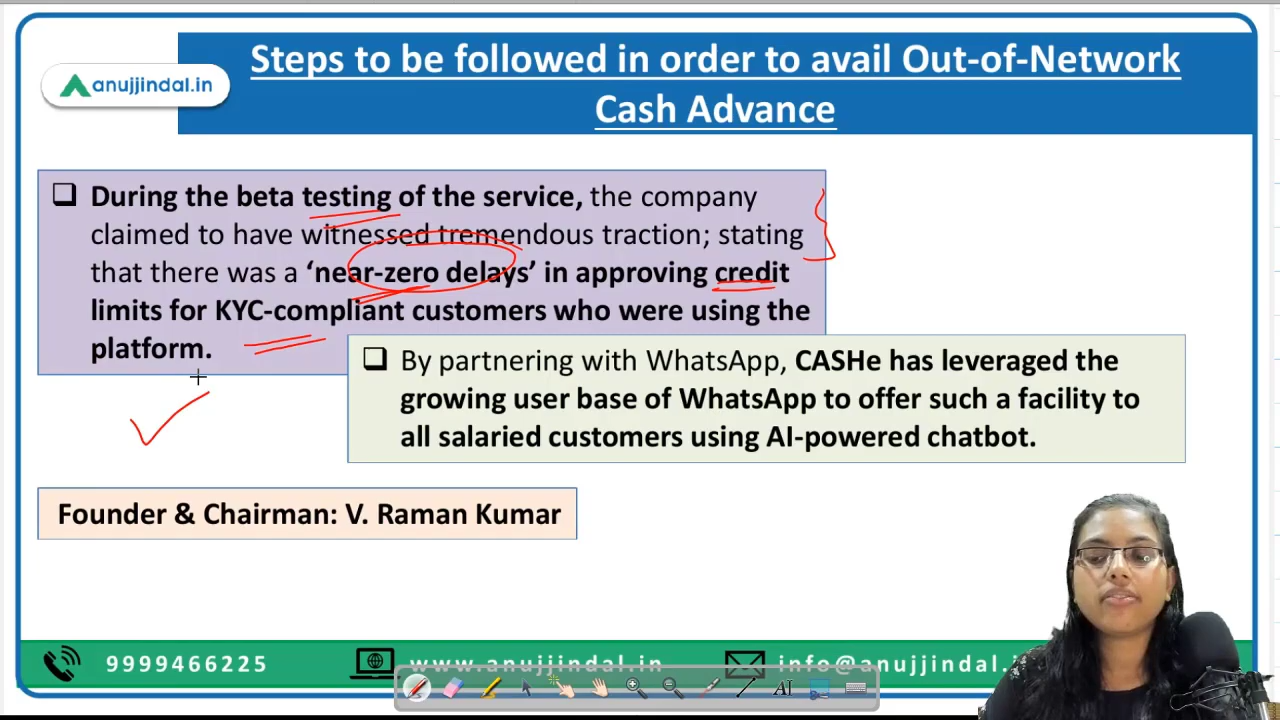 Steps to be followed in order to avail Out-of-Network
Cash Advance
anujjindal.in
During the beta testing of the service, the company
claimed to have witnessed tremendous traction; stating
that there was a ‘near-zero delays’ in approving credit
limits for KYC-compliant customers who were using the
platform.
By partnering with WhatsApp, CASHe has leveraged the
growing user base of WhatsApp to offer such a facility to
all salaried customers using AI-powered chatbot.
Founder & Chairman: V. Raman Kumar
9999466225
www.anujjindal.in
info@anujjindal.i
AI